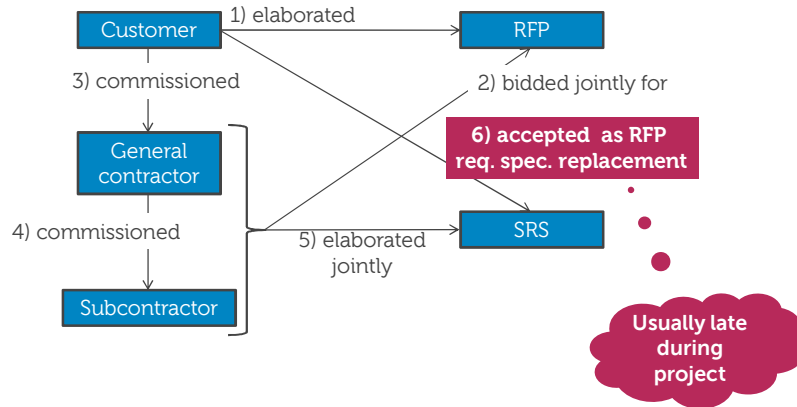 1) elaborated
Customer
RFP
3) commissioned
2) bidded jointly for
6) accepted as RFP
req. spec. replacement
General
contractor
4) commissioned
5) elaborated
jointly
SRS
Subcontractor
Usually late
during
project